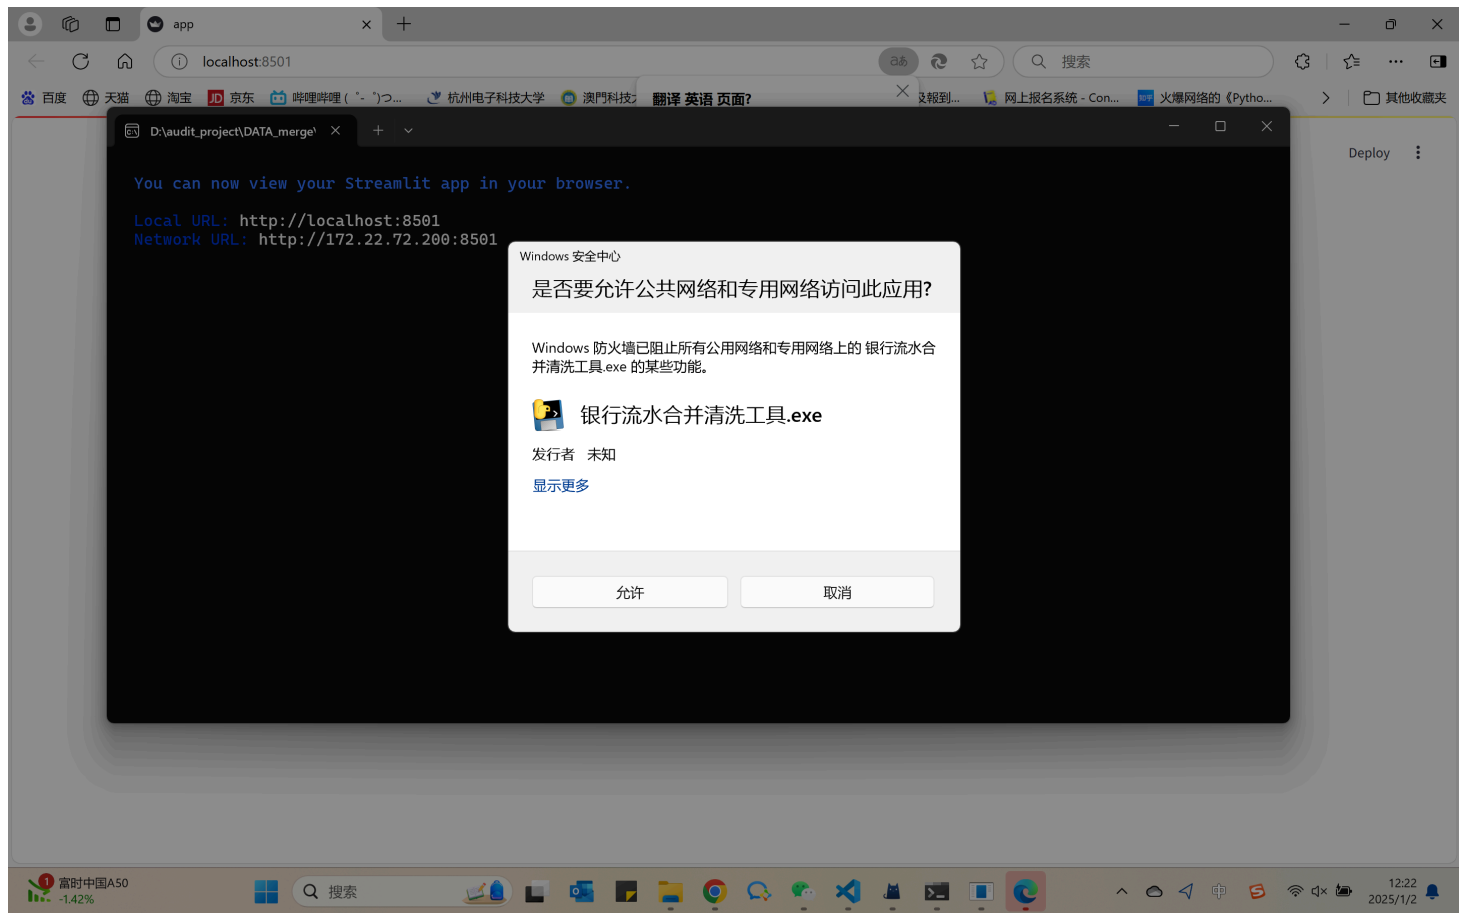 app
localhost:8501
搜索
百度
天猫
淘宝
JD 京东
哔哩哔哩 ( ゜- ゜)つ...
杭州电子科技大学
澳門科技大
翻译 英语 页面?
及報到...
网上报名系统 - Con...
知乎 火爆网络的《Pytho...
其他收藏夹
D:\audit_project\DATA_merge\
Deploy
You can now view your Streamlit app in your browser.
Local URL: http://localhost:8501
Network URL: http://172.22.72.200:8501
Windows 安全中心
是否要允许公共网络和专用网络访问此应用?
Windows 防火墙已阻止所有公用网络和专用网络上的 银行流水合
并清洗工具.exe 的某些功能。
银行流水合并清洗工具.exe
发行者 未知
显示更多
允许
取消
1
富时中国A50
-1.42%
搜索
中
12:22
2025/1/2